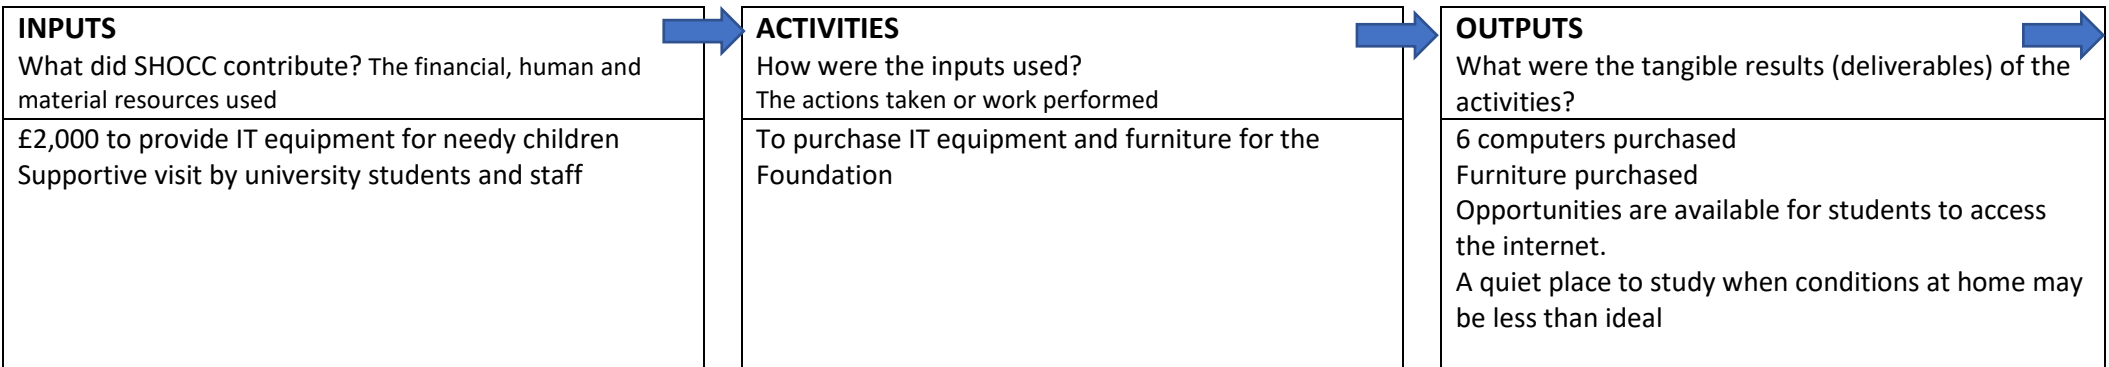 INPUTS
What did SHOCC contribute? The financial, human and
material resources used
£2,000 to provide IT equipment for needy children
Supportive visit by university students and staff
ACTIVITIES
How were the inputs used?
The actions taken or work performed
To purchase IT equipment and furniture for the
Foundation
OUTPUTS
What were the tangible results (deliverables) of the
activities?
6 computers purchased
Furniture purchased
Opportunities are available for students to access
the internet.
A quiet place to study when conditions at home may
be less than ideal